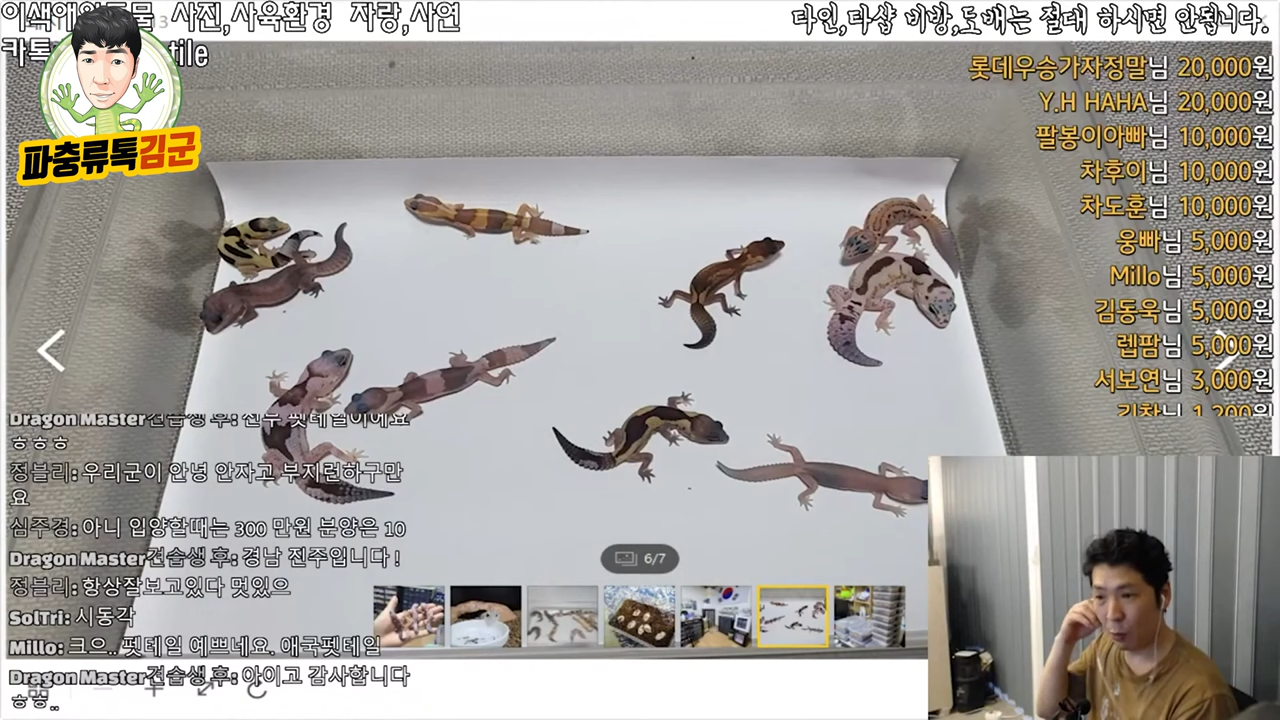 사진,사육환경 자랑,사연
카톡
tile
타인,타샵 비방,도배는 절대 하시면 안됩니다.
파충류톡김군
롯데우승가자정말님 20,000원
Y.H HAHA님 20,000원
팔봉이아빠님 10,000원
차후이님 10,000원
차도훈님 10,000원
웅빠님 5,000원
Millo님 5,000원
김동욱님 5,000원
렙팜님 5,000원
서보연님 3,000원
Dragon Master견습생 후: 전부 펫테일이에요
ㅎㅎㅎ
정블리: 우리군이 안녕 안자고 부지런하구만
요
심주경: 아니 입양할때는 300 만원 분양은 10
Dragon Master견습생 후: 경남 진주입니다 !
정블리: 항상잘보고있다 멋있으
SolTri: 시동각
Millo: 크으.. 펫테일 예쁘네요. 애국펫테일
Dragon Master견습생 후: 아이고 감사합니다
ㅎㅎ..
6/7